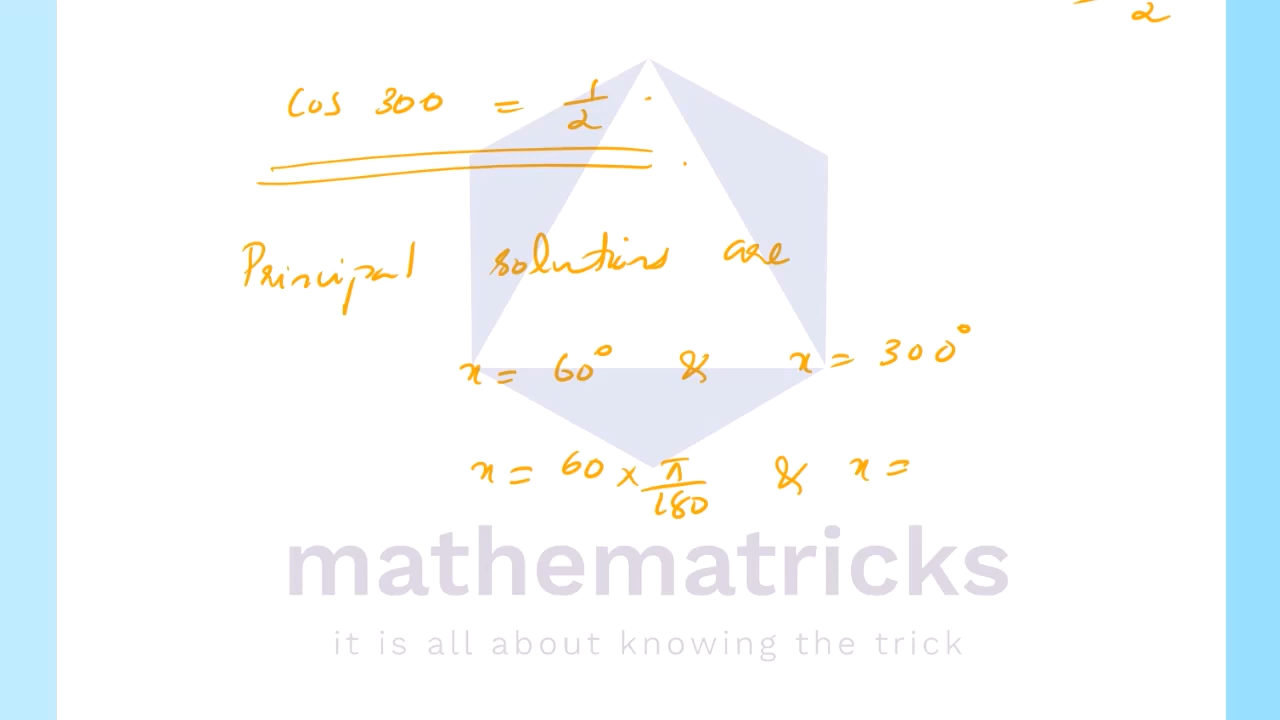 2
cos 300 = 1/2 .
Principal solutions are
x = 60° & x = 300°
x = 60 × π/180 & x =
mathematricks
it is all about knowing the trick